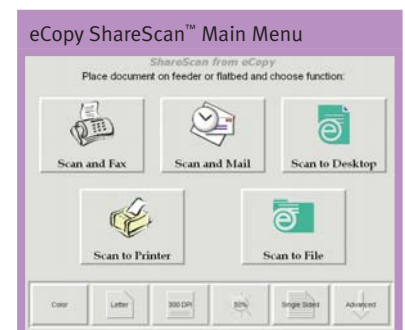 eCopy ShareScan™ Main Menu
ShareScan from eCopy
Place document on feeder or flatbed and choose function:
Scan and Fax
Scan and Mail
Scan to Desktop
Scan to Printer
Scan to File
Color
Letter
300 DPI
50%
Single Sided
Advanced